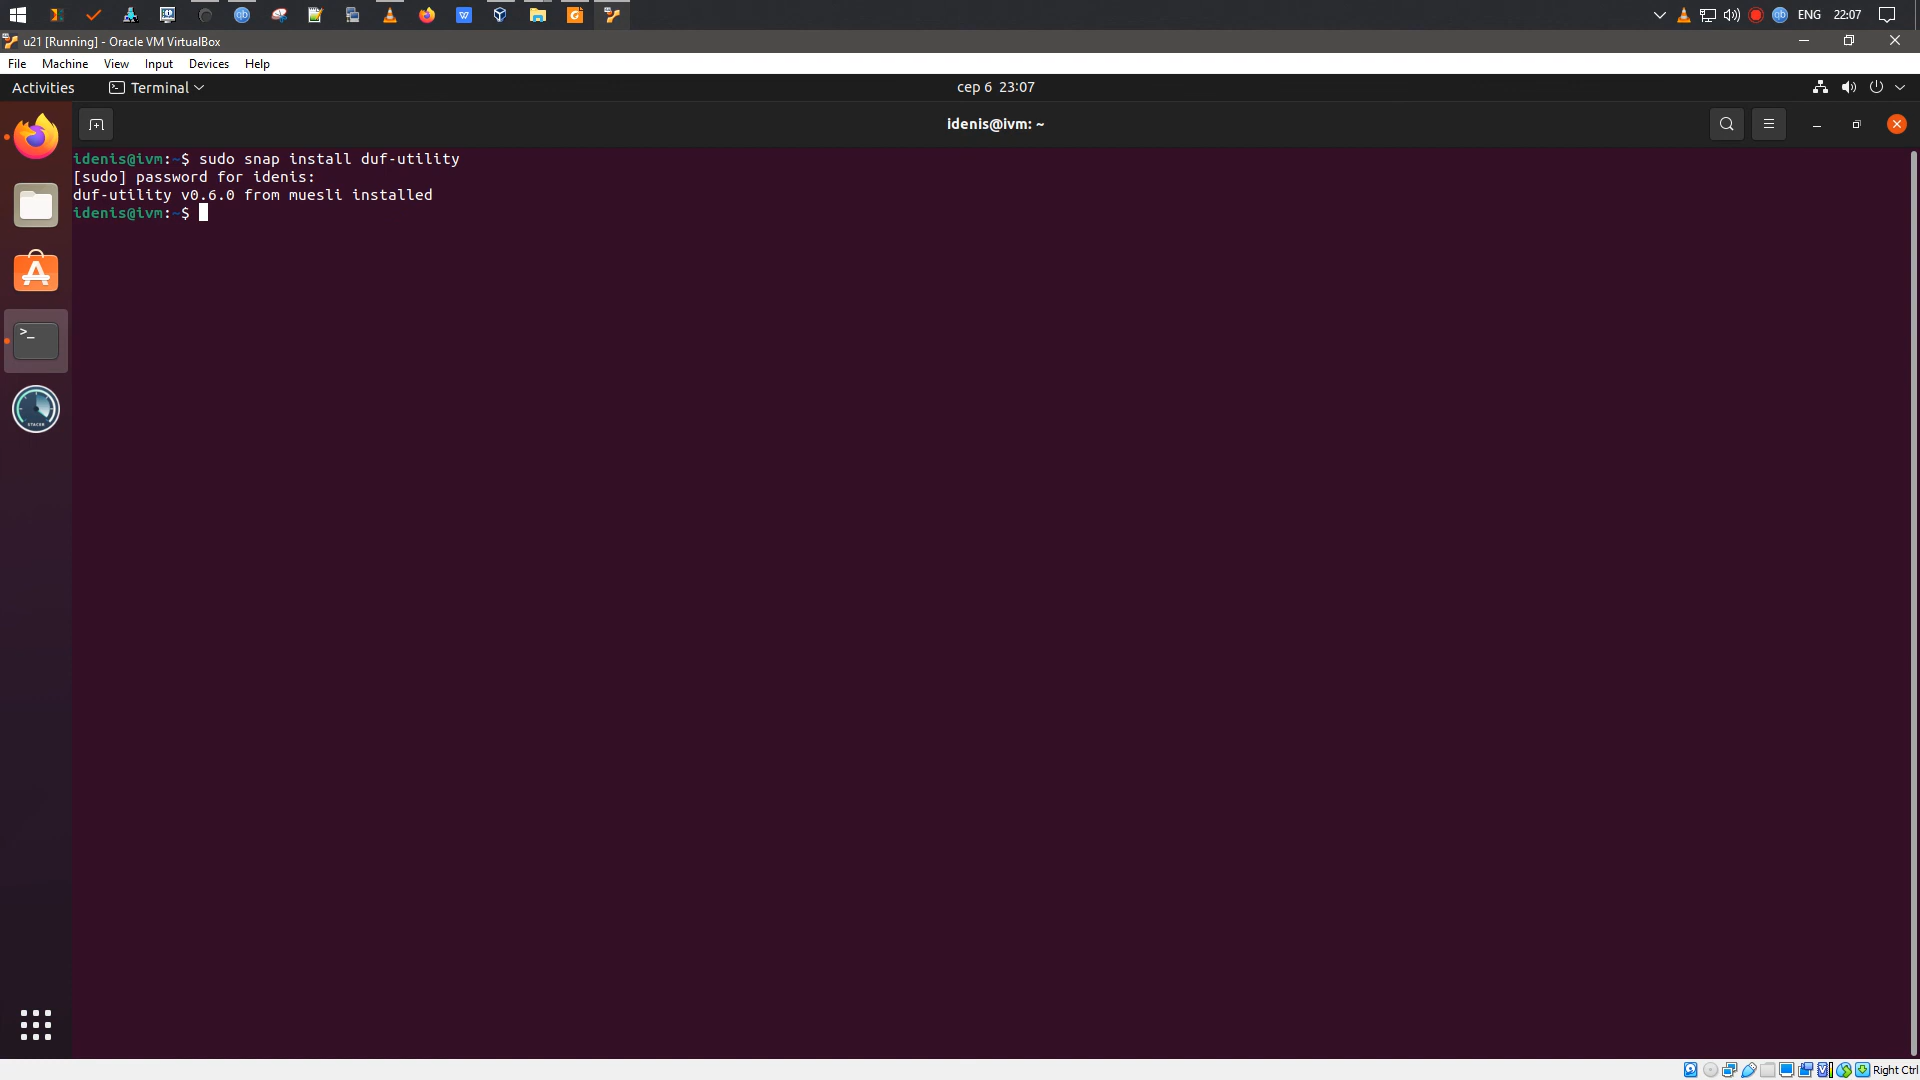 ENG 22:07
u21 [Running] - Oracle VM VirtualBox
File Machine View Input Devices Help
Activities Terminal сер 6 23:07
idenis@ivm: ~
idenis@ivm:~$ sudo snap install duf-utility
[sudo] password for idenis:
duf-utility v0.6.0 from muesli installed
idenis@ivm:~$
STACER
Right Ctrl